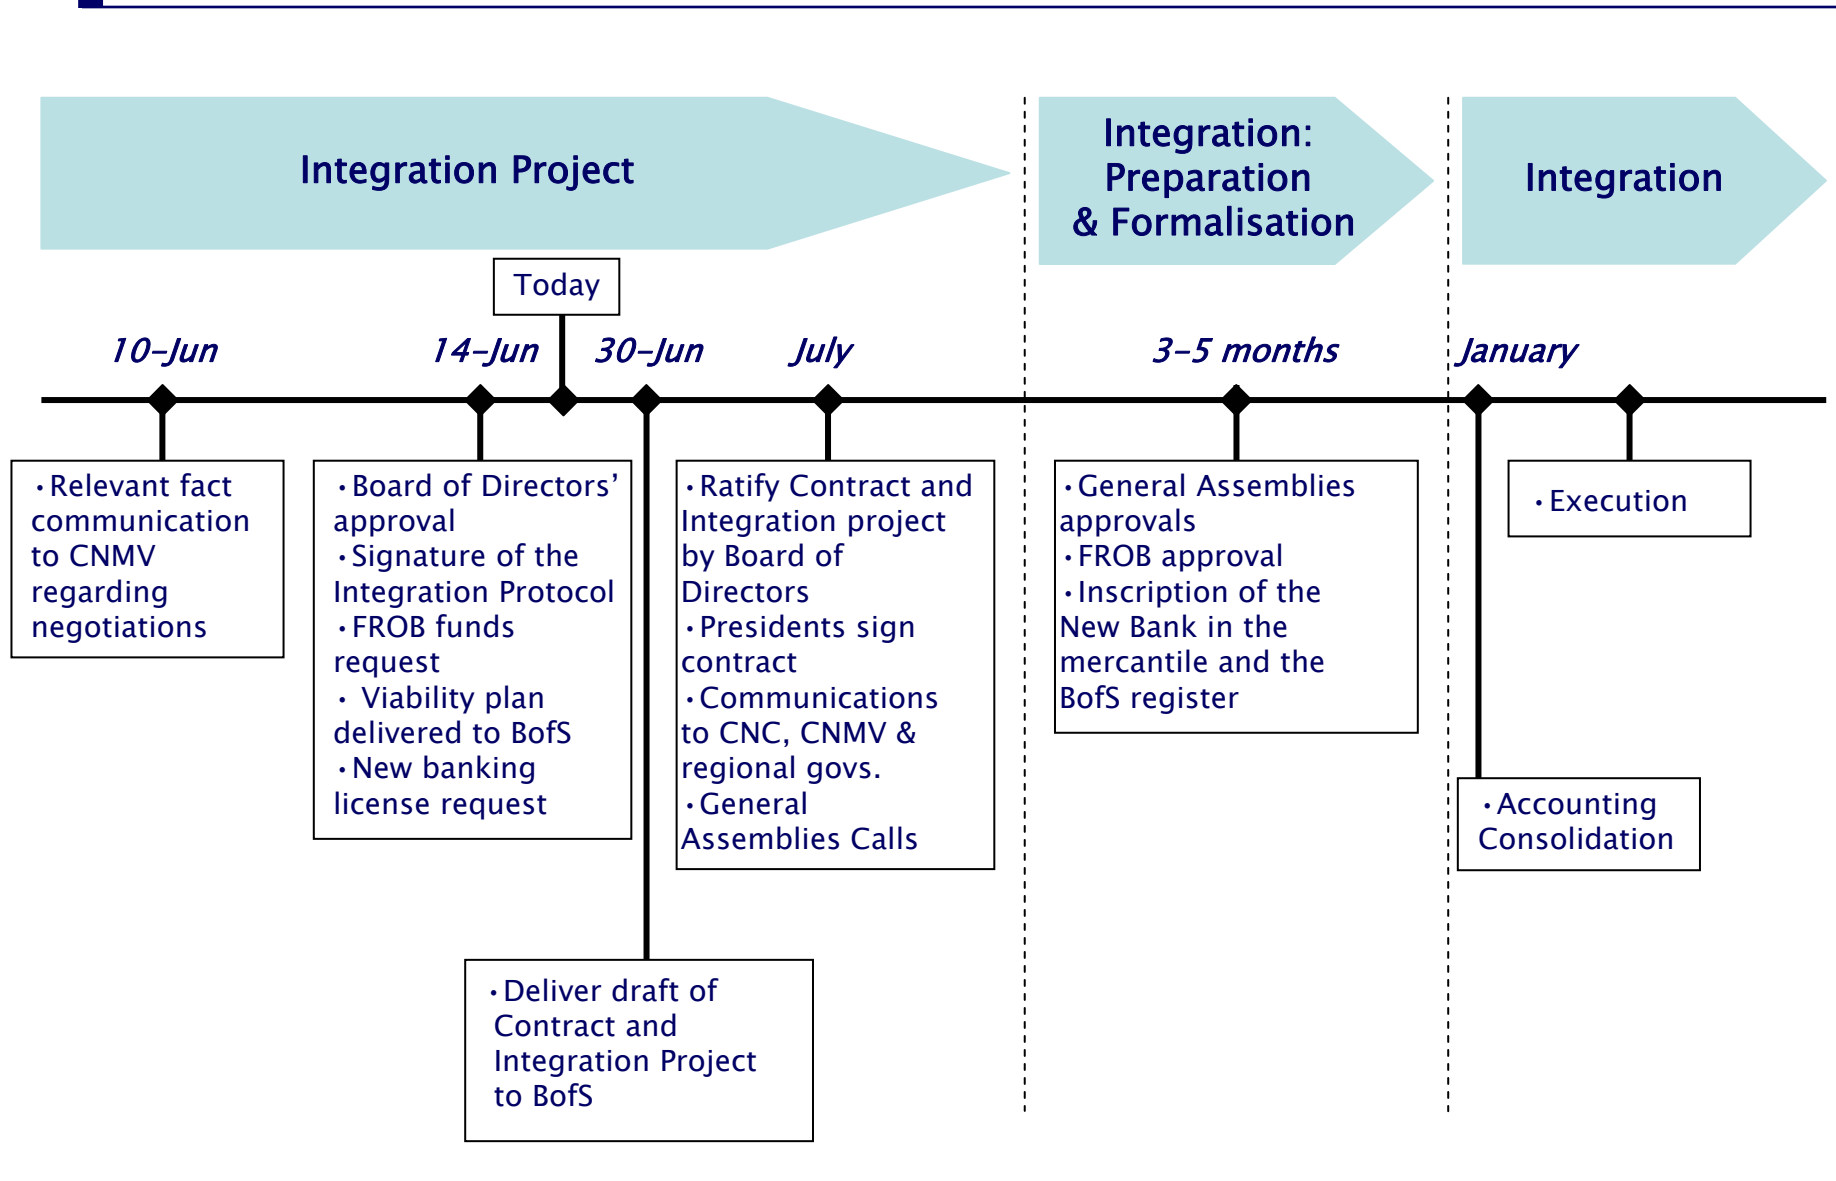 Integration Project
Integration:
Preparation
& Formalisation
Integration
Today
10-Jun
14-Jun
30-Jun
July
3-5 months
January
•Relevant fact
communication
to CNMV
regarding
negotiations
•Board of Directors’
approval
•Signature of the
Integration Protocol
•FROB funds
request
• Viability plan
delivered to BofS
•New banking
license request
•Ratify Contract and
Integration project
by Board of
Directors
•Presidents sign
contract
•Communications
to CNC, CNMV &
regional govs.
•General
Assemblies Calls
•General Assemblies
approvals
•FROB approval
•Inscription of the
New Bank in the
mercantile and the
BofS register
•Execution
•Accounting
Consolidation
•Deliver draft of
Contract and
Integration Project
to BofS